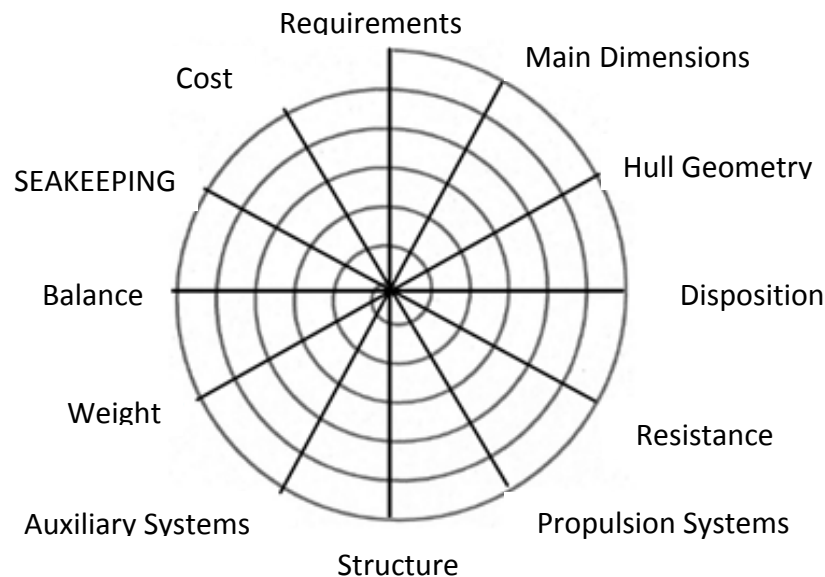 Requirements
Main Dimensions
Cost
Hull Geometry
SEAKEEPING
Balance
Disposition
Weight
Resistance
Auxiliary Systems
Propulsion Systems
Structure